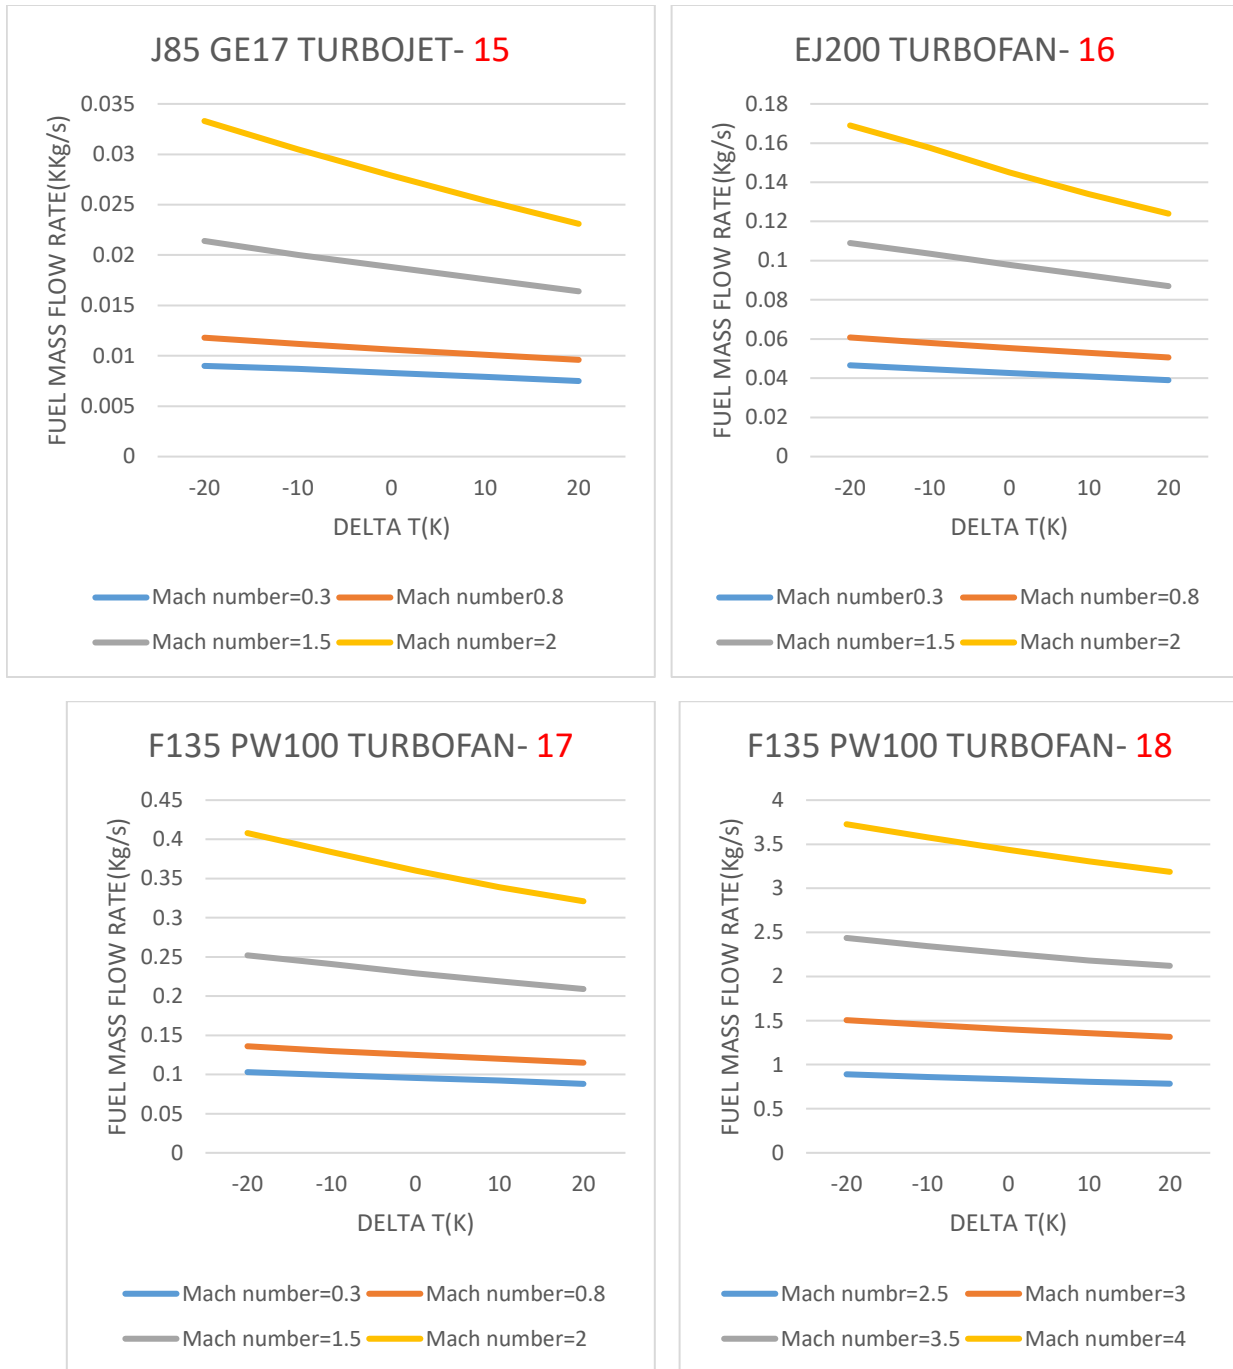 J85 GE17 TURBOJET- 15
FUEL MASS FLOW RATE(KKg/s)
0.035
0.03
0.025
0.02
0.015
0.01
0.005
0
-20 -10 0 10 20
DELTA T(K)
Mach number=0.3 Mach number0.8
Mach number=1.5 Mach number=2
EJ200 TURBOFAN- 16
FUEL MASS FLOW RATE(Kg/s)
0.18
0.16
0.14
0.12
0.1
0.08
0.06
0.04
0.02
0
-20 -10 0 10 20
DELTA T(K)
Mach number0.3 Mach number=0.8
Mach number=1.5 Mach number=2
F135 PW100 TURBOFAN- 17
FUEL MASS FLOW RATE(Kg/s)
0.45
0.4
0.35
0.3
0.25
0.2
0.15
0.1
0.05
0
-20 -10 0 10 20
DELTA T(K)
Mach number=0.3 Mach number=0.8
Mach number=1.5 Mach number=2
F135 PW100 TURBOFAN- 18
FUEL MASS FLOW RATE(Kg/s)
4
3.5
3
2.5
2
1.5
1
0.5
0
-20 -10 0 10 20
DELTA T(K)
Mach numbr=2.5 Mach number=3
Mach number=3.5 Mach number=4